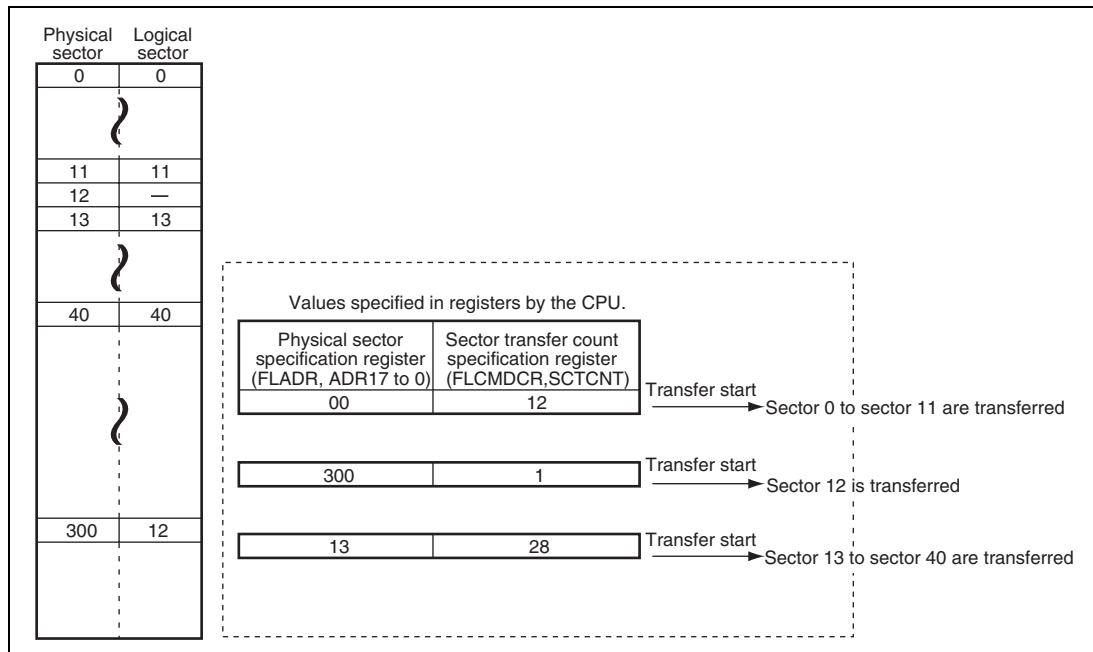 Physical sector Logical sector
0 0
11 11
12 —
13 13
40 40
300 12
Values specified in registers by the CPU.
Physical sector specification register (FLADR, ADR17 to 0) Sector transfer count specification register (FLCMDCR,SCTCNT)
00 12
Transfer start
Sector 0 to sector 11 are transferred
300 1
Transfer start
Sector 12 is transferred
13 28
Transfer start
Sector 13 to sector 40 are transferred